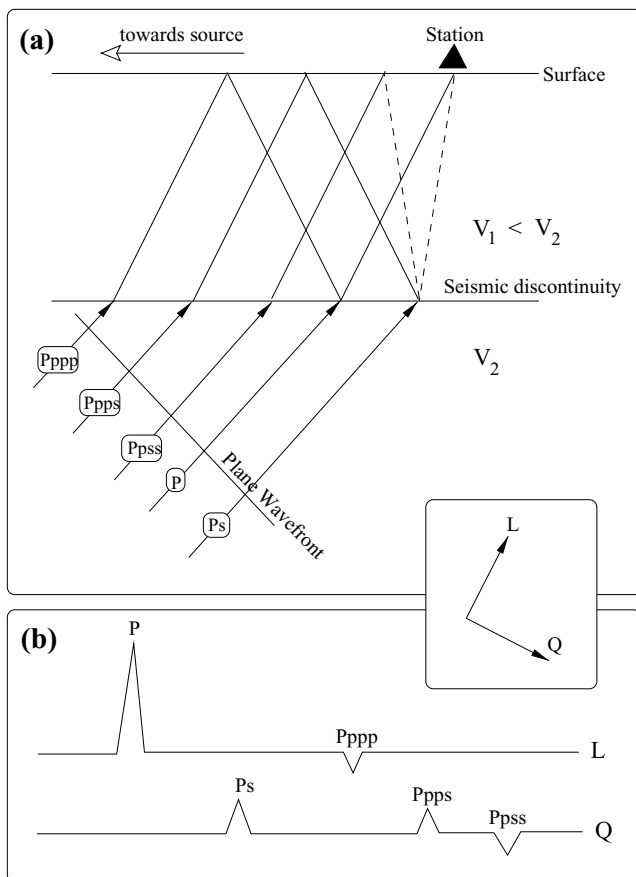 (a)
towards source
Station
Surface
V1 < V2
Seismic discontinuity
V2
Pppp
Ppps
Ppss
P
Ps
Plane Wavefront
L
Q
(b)
P
Pppp
L
Ps
Ppps
Ppss
Q